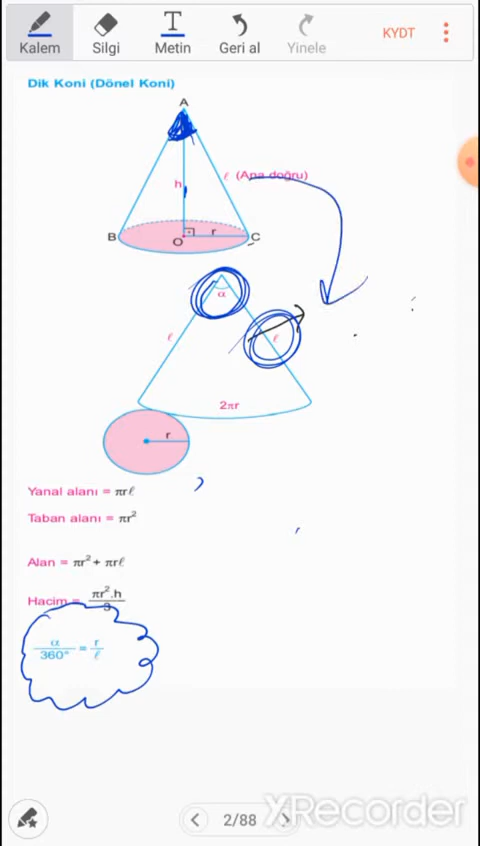 Kalem Silgi Metin Geri al Yinele KYDT
Dik Koni (Dönel Koni)
A
h
ℓ (Ana doğru)
B O r C
α
ℓ ℓ
2πr
r
Yanal alanı = πrℓ
Taban alanı = πr²
Alan = πr² + πrℓ
Hacim = πr².h / 3
α / 360° = r / ℓ
2/88
XRecorder